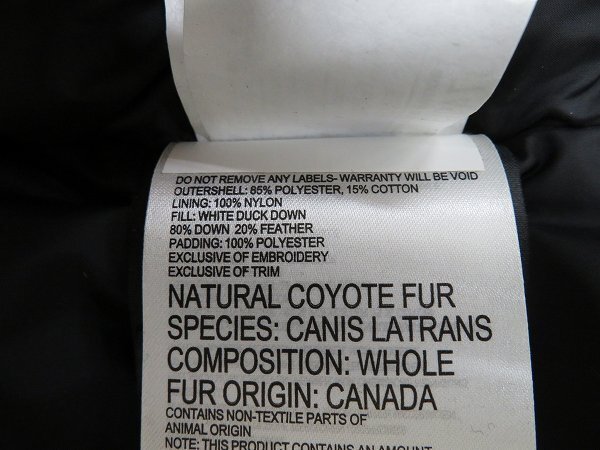 DO NOT REMOVE ANY LABELS- WARRANTY WILL BE VOID
OUTERSHELL: 85% POLYESTER, 15% COTTON
LINING: 100% NYLON
FILL: WHITE DUCK DOWN
80% DOWN 20% FEATHER
PADDING: 100% POLYESTER
EXCLUSIVE OF EMBROIDERY
EXCLUSIVE OF TRIM
NATURAL COYOTE FUR
SPECIES: CANIS LATRANS
COMPOSITION: WHOLE
FUR ORIGIN: CANADA
CONTAINS NON-TEXTILE PARTS OF
ANIMAL ORIGIN
NOTE: THIS PRODUCT CONTAINS AN AMOUNT